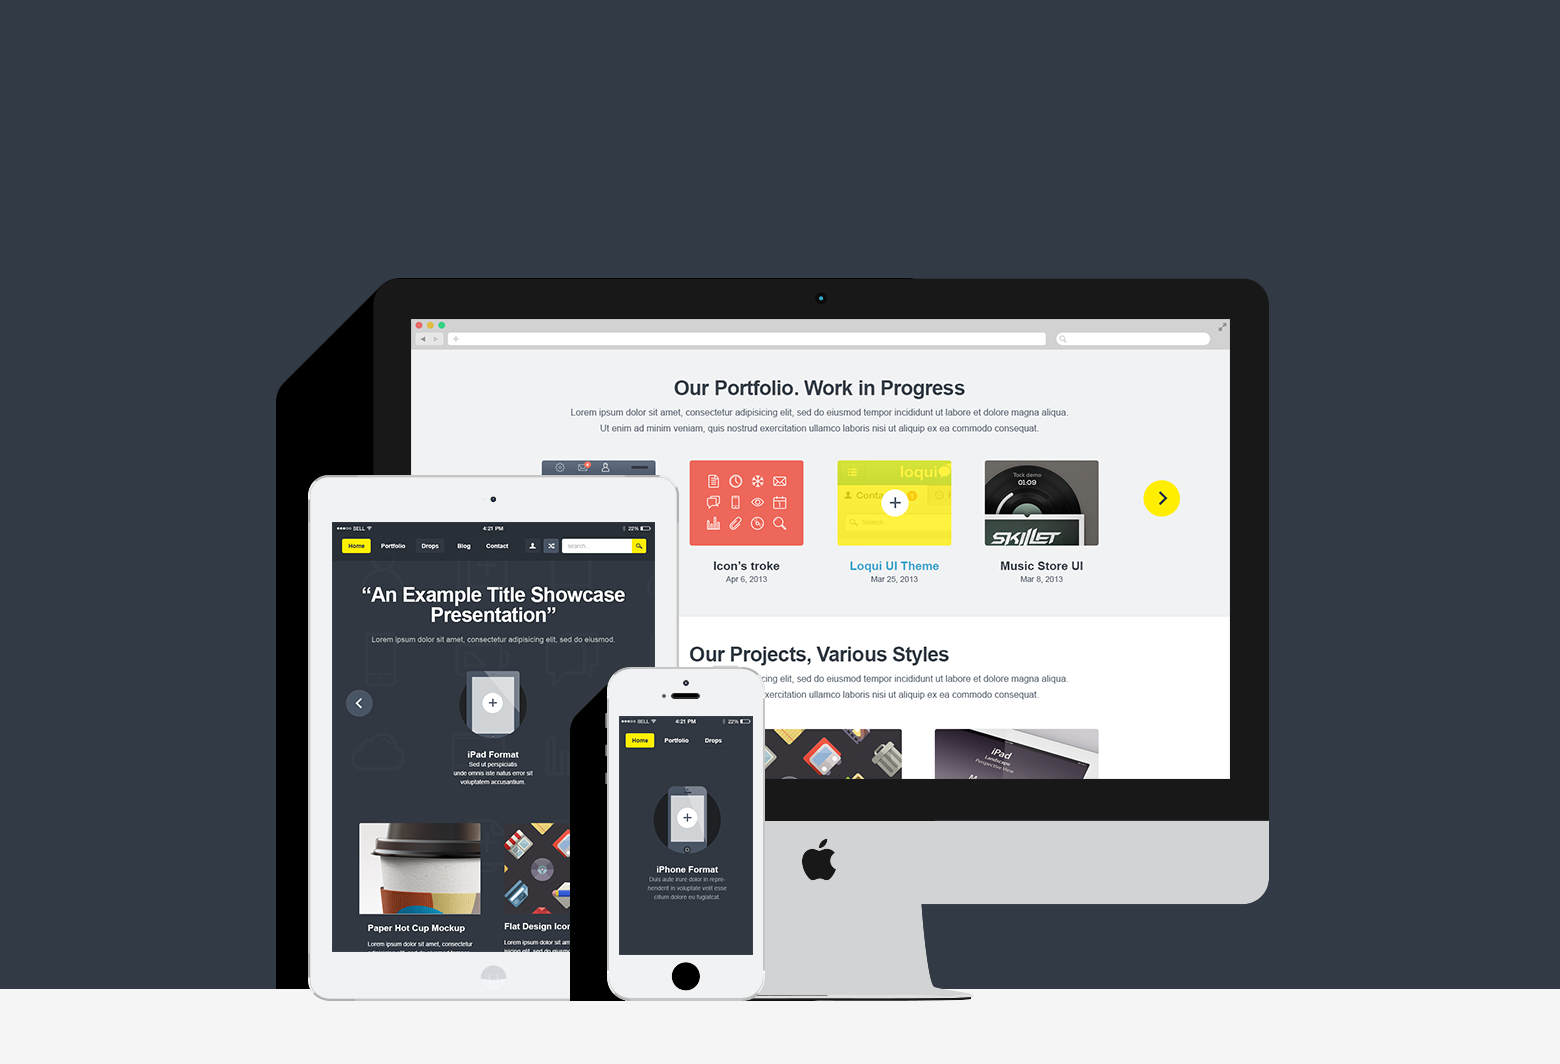 Our Portfolio. Work in Progress
Lorem ipsum dolor sit amet, consectetur adipisicing elit, sed do eiusmod tempor incididunt ut labore et dolore magna aliqua.
Ut enim ad minim veniam, quis nostrud exercitation ullamco laboris nisi ut aliquip ex ea commodo consequat.
loqui
Conta
Search...
Tock demo
01:09
SKILLET
Icon's troke
Apr 6, 2013
Loqui UI Theme
Mar 25, 2013
Music Store UI
Mar 8, 2013
Our Projects, Various Styles
cing elit, sed do eiusmod tempor incididunt ut labore et dolore magna aliqua.
xercitation ullamco laboris nisi ut aliquip ex ea commodo consequat.
iPad
Landscape
Perspective View
BELL 4:21 PM 22%
Home Portfolio Drops Blog Contact search...
“An Example Title Showcase
Presentation”
Lorem ipsum dolor sit amet, consectetur adipisicing elit, sed do eiusmod.
iPad Format
Sed ut perspiciatis
unde omnis iste natus error sit
voluptatem accusantium.
Paper Hot Cup Mockup
Lorem ipsum dolor sit amet, consectetur
Flat Design Icon
Lorem ipsum dolor sit am
BELL 4:21 PM 22%
Home Portfolio Drops
iPhone Format
Duis aute irure dolor in repre-
henderit in voluptate velit esse
cillum dolore eu fugiatcat